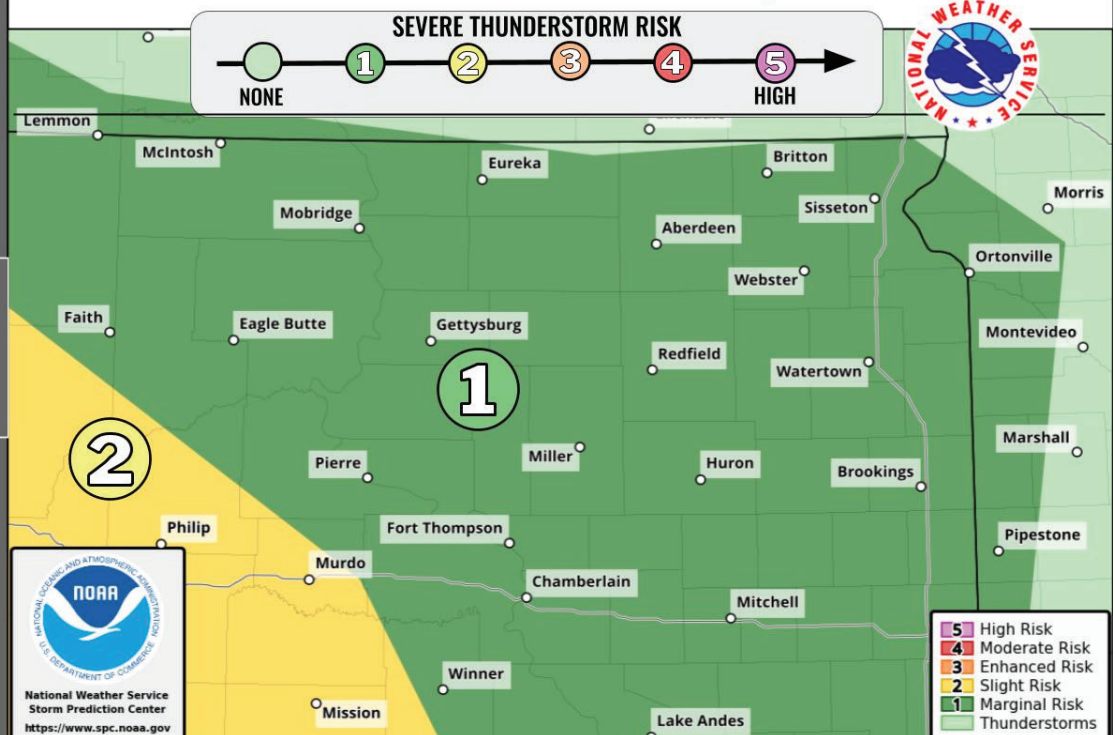 SEVERE THUNDERSTORM RISK
1
2
3
4
5
NONE
HIGH
NATIONAL WEATHER SERVICE
Lemmon
McIntosh
Eureka
Britton
Sisseton
Morris
Mobridge
Aberdeen
Webster
Ortonville
Faith
Eagle Butte
Gettysburg
Redfield
Watertown
Montevideo
1
2
Pierre
Miller
Huron
Brookings
Marshall
Philip
Fort Thompson
Pipestone
Murdo
Chamberlain
Mitchell
Winner
Mission
Lake Andes
NATIONAL OCEANIC AND ATMOSPHERIC ADMINISTRATION
NOAA
U.S. DEPARTMENT OF COMMERCE
National Weather Service
Storm Prediction Center
https://www.spc.noaa.gov
5 High Risk
4 Moderate Risk
3 Enhanced Risk
2 Slight Risk
1 Marginal Risk
Thunderstorms